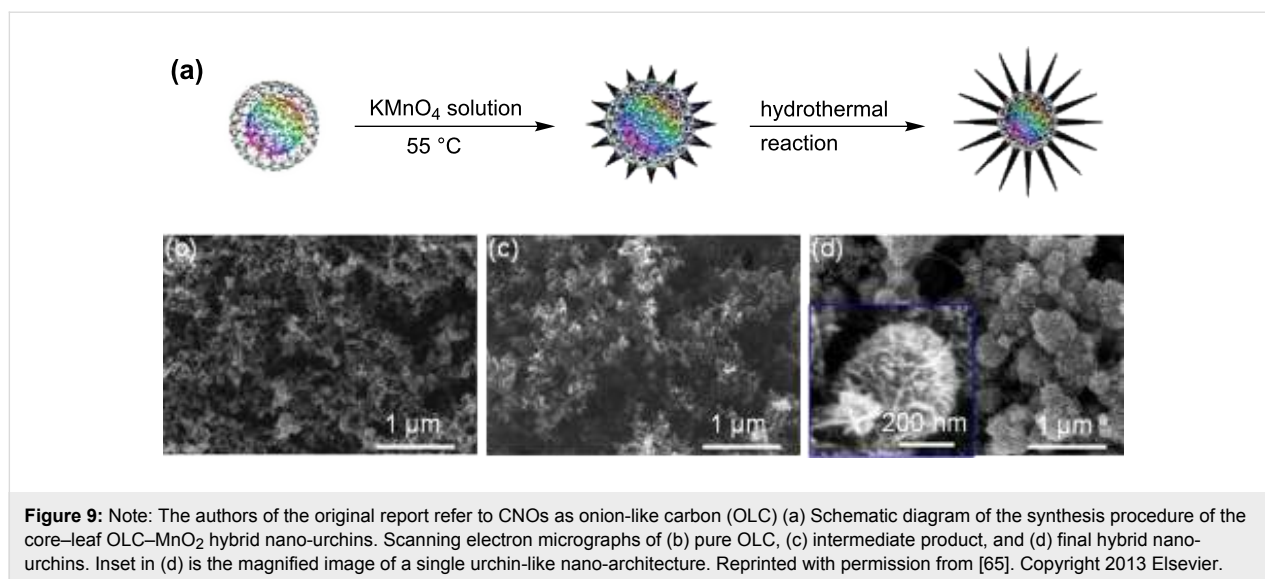 (a)
KMnO₄ solution
55 °C
hydrothermal
reaction
(b)
1 µm
(c)
1 µm
(d)
200 nm
1 µm
Figure 9: Note: The authors of the original report refer to CNOs as onion-like carbon (OLC) (a) Schematic diagram of the synthesis procedure of the
core–leaf OLC–MnO₂ hybrid nano-urchins. Scanning electron micrographs of (b) pure OLC, (c) intermediate product, and (d) final hybrid nano-
urchins. Inset in (d) is the magnified image of a single urchin-like nano-architecture. Reprinted with permission from [65]. Copyright 2013 Elsevier.